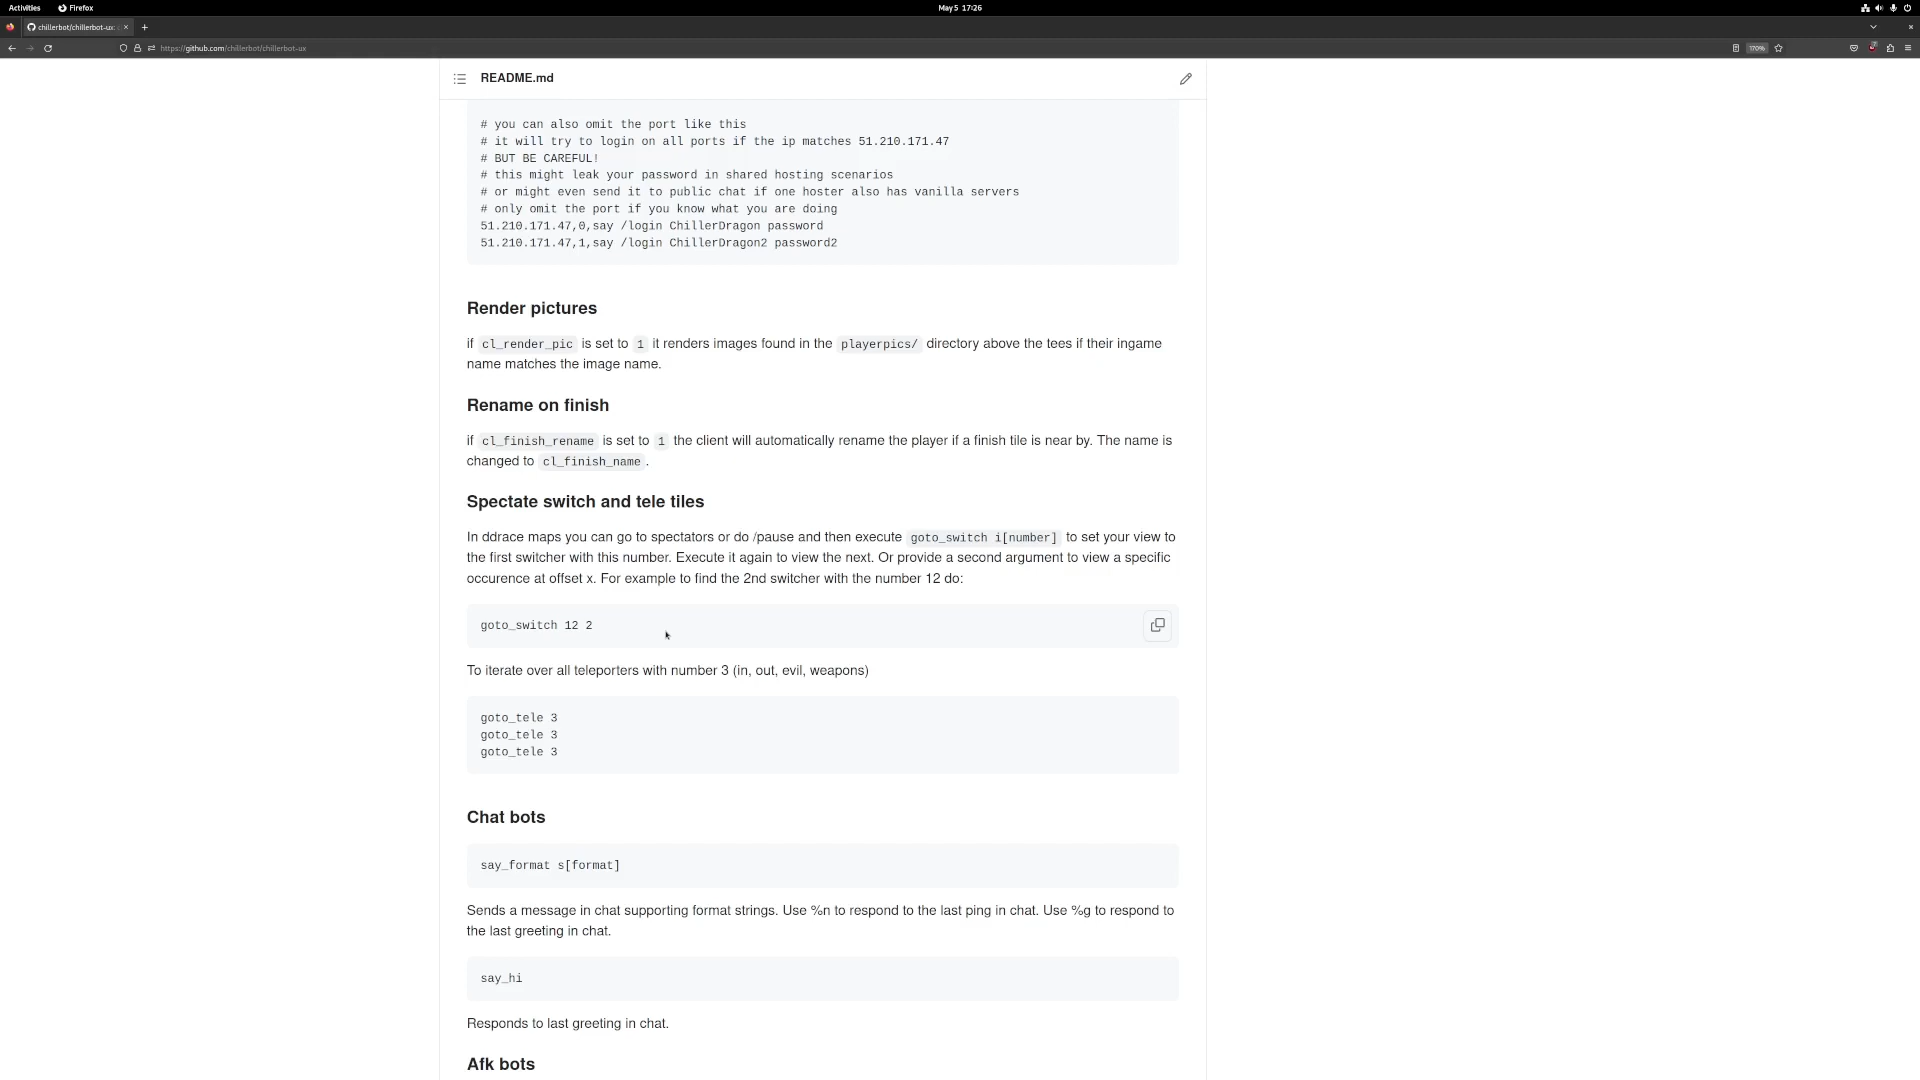 Activities
Firefox
May 5 17:26
chillerbot/chillerbot-ux:
https://github.com/chillerbot/chillerbot-ux
170%
README.md
# you can also omit the port like this
# it will try to login on all ports if the ip matches 51.210.171.47
# BUT BE CAREFUL!
# this might leak your password in shared hosting scenarios
# or might even send it to public chat if one hoster also has vanilla servers
# only omit the port if you know what you are doing
51.210.171.47,0,say /login ChillerDragon password
51.210.171.47,1,say /login ChillerDragon2 password2
Render pictures
if cl_render_pic is set to 1 it renders images found in the playerpics/ directory above the tees if their ingame
name matches the image name.
Rename on finish
if cl_finish_rename is set to 1 the client will automatically rename the player if a finish tile is near by. The name is
changed to cl_finish_name .
Spectate switch and tele tiles
In ddrace maps you can go to spectators or do /pause and then execute goto_switch i[number] to set your view to
the first switcher with this number. Execute it again to view the next. Or provide a second argument to view a specific
occurence at offset x. For example to find the 2nd switcher with the number 12 do:
goto_switch 12 2
To iterate over all teleporters with number 3 (in, out, evil, weapons)
goto_tele 3
goto_tele 3
goto_tele 3
Chat bots
say_format s[format]
Sends a message in chat supporting format strings. Use %n to respond to the last ping in chat. Use %g to respond to
the last greeting in chat.
say_hi
Responds to last greeting in chat.
Afk bots